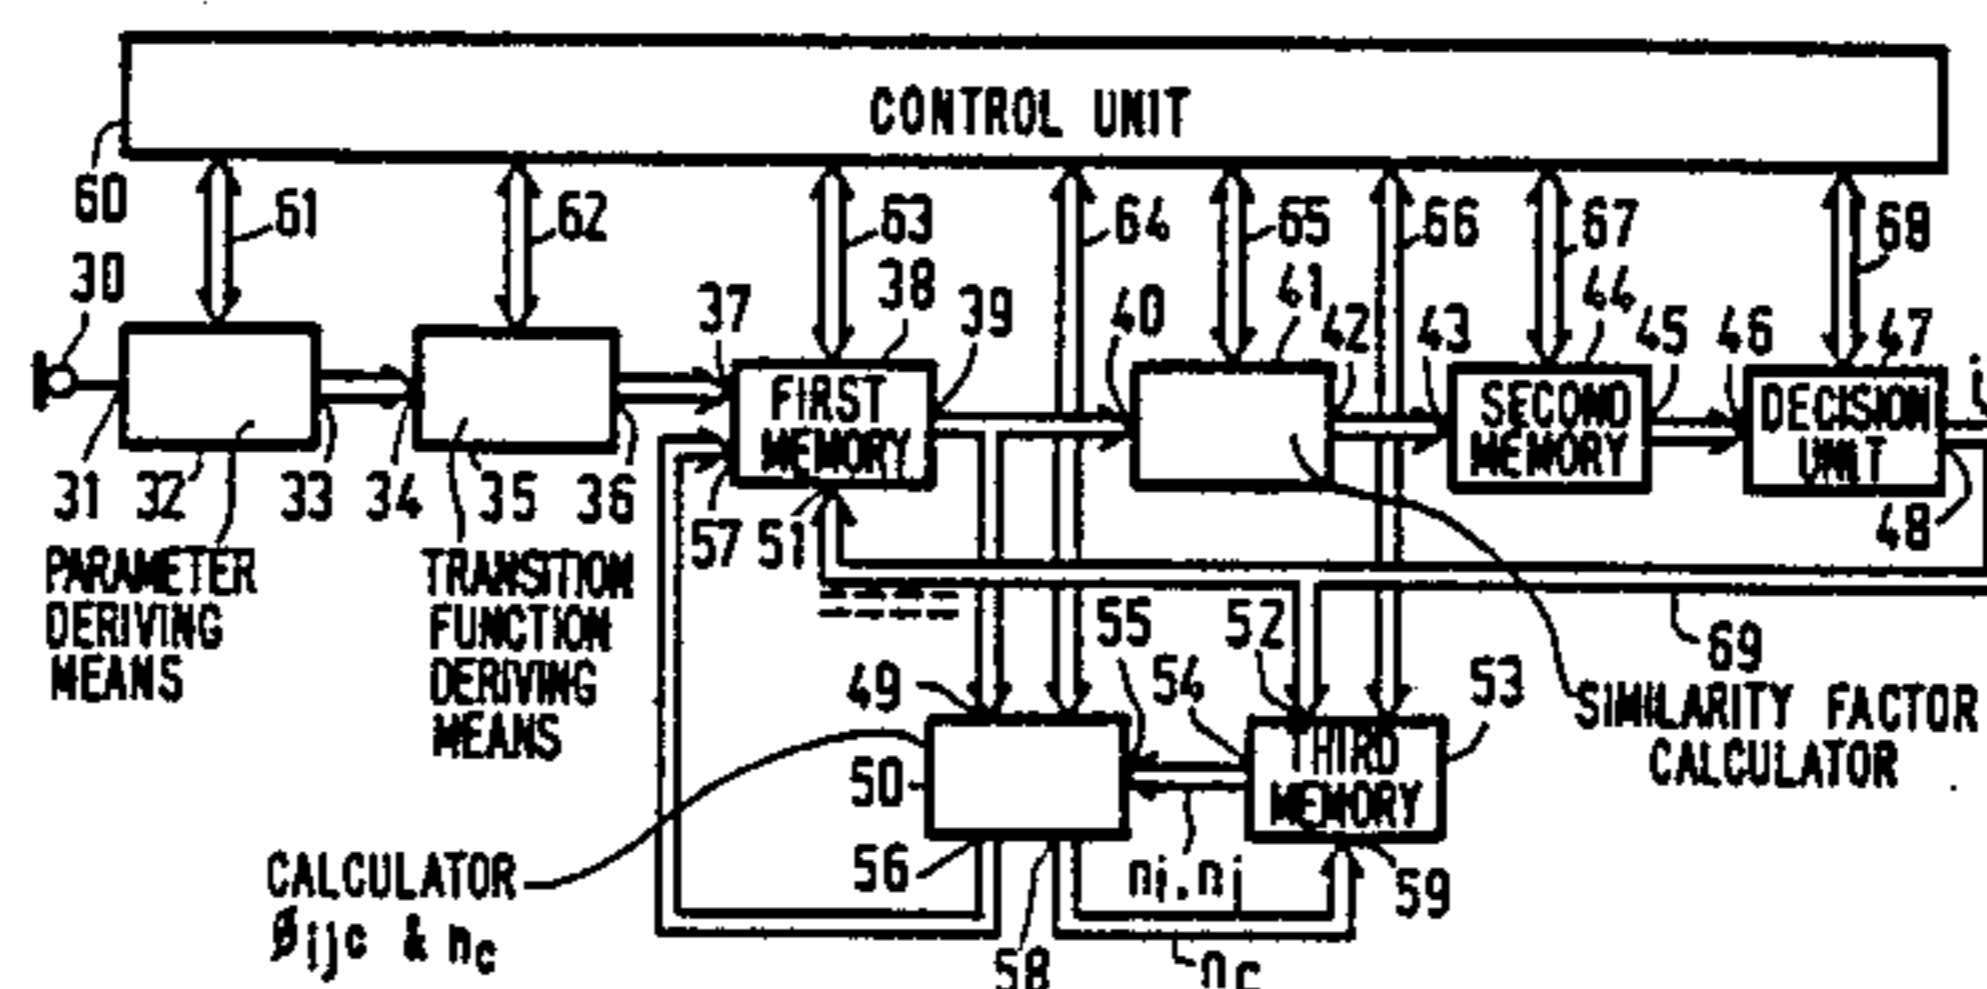 CONTROL UNIT
60
61
62
63
64
65
66
67
68
30
37
38
39
40
41
42
43
44
45
46
47
i
FIRST
MEMORY
SECOND
MEMORY
DECISION
UNIT
31
32
33
34
35
36
57
51
48
PARAMETER
DERIVING
MEANS
TRANSITION
FUNCTION
DERIVING
MEANS
55
52
69
49
54
53
SIMILARITY FACTOR
CALCULATOR
50
THIRD
MEMORY
CALCULATOR
øijc & nc
56
ni, nj
59
58
nc